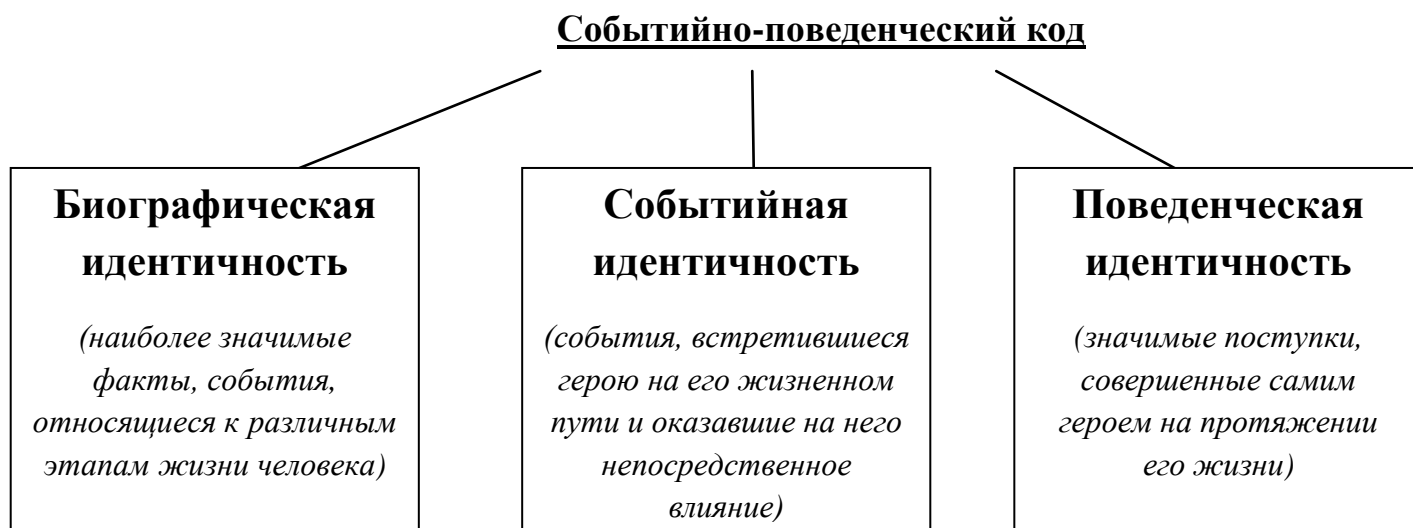 Событийно-поведенческий код
Биографическая
идентичность
(наиболее значимые
факты, события,
относящиеся к различным
этапам жизни человека)
Событийная
идентичность
(события, встретившиеся
герою на его жизненном
пути и оказавшие на него
непосредственное
влияние)
Поведенческая
идентичность
(значимые поступки,
совершенные самим
героем на протяжении
его жизни)